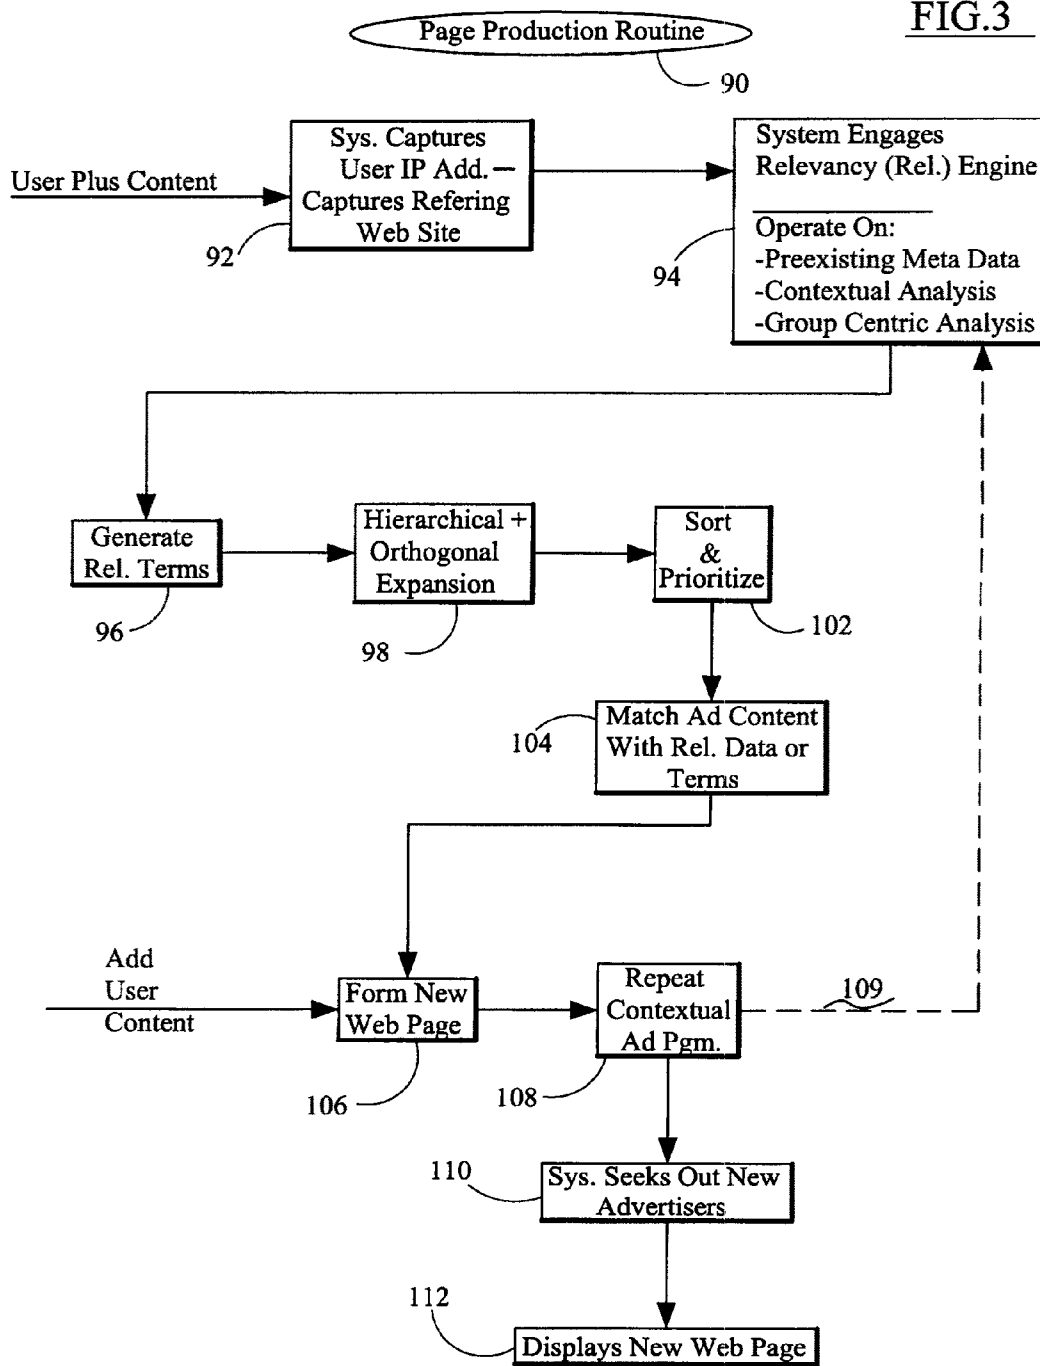 FIG.3
Page Production Routine
90
User Plus Content
Sys. Captures
User IP Add.—
Captures Refering
Web Site
92
System Engages
Relevancy (Rel.) Engine
Operate On:
-Preexisting Meta Data
-Contextual Analysis
-Group Centric Analysis
94
Generate
Rel. Terms
96
Hierarchical +
Orthogonal
Expansion
98
Sort
&
Prioritize
102
Match Ad Content
With Rel. Data or
Terms
104
Add
User
Content
Form New
Web Page
106
Repeat
Contextual
Ad Pgm.
108
109
Sys. Seeks Out New
Advertisers
110
Displays New Web Page
112